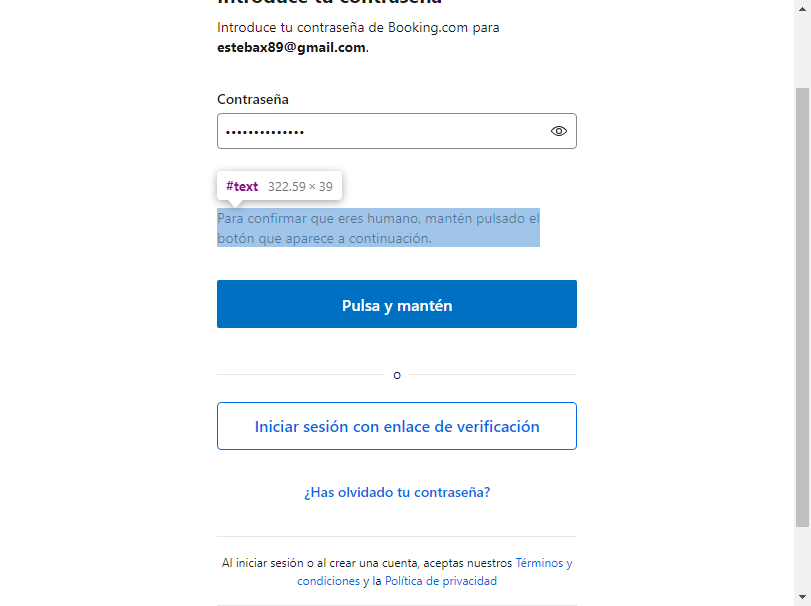 Introduce tu contraseña
Introduce tu contraseña de Booking.com para
estebax89@gmail.com.
Contraseña
#text 322.59 × 39
Para confirmar que eres humano, mantén pulsado el
botón que aparece a continuación.
Pulsa y mantén
o
Iniciar sesión con enlace de verificación
¿Has olvidado tu contraseña?
Al iniciar sesión o al crear una cuenta, aceptas nuestros Términos y
condiciones y la Política de privacidad